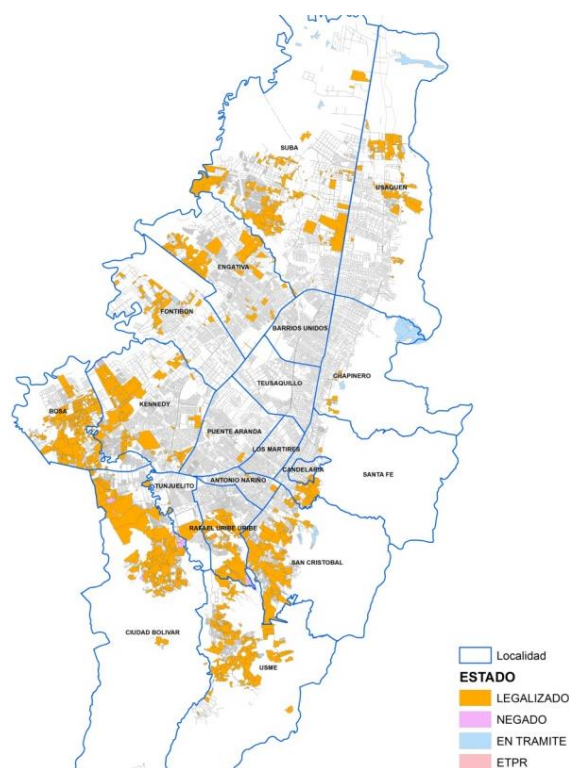 SUBA
USAQUEN
ENGATIVA
FONTIBON
BARRIOS UNIDOS
CHAPINERO
TEUSAQUILLO
BOSA
KENNEDY
PUENTE ARANDA
LOS MARTIRES
CANDELARIA
SANTA FE
TUNJUELITO
ANTONIO NARIÑO
RAFAEL URIBE URIBE
SAN CRISTOBAL
CIUDAD BOLIVAR
USME
Localidad
ESTADO
LEGALIZADO
NEGADO
EN TRAMITE
ETPR